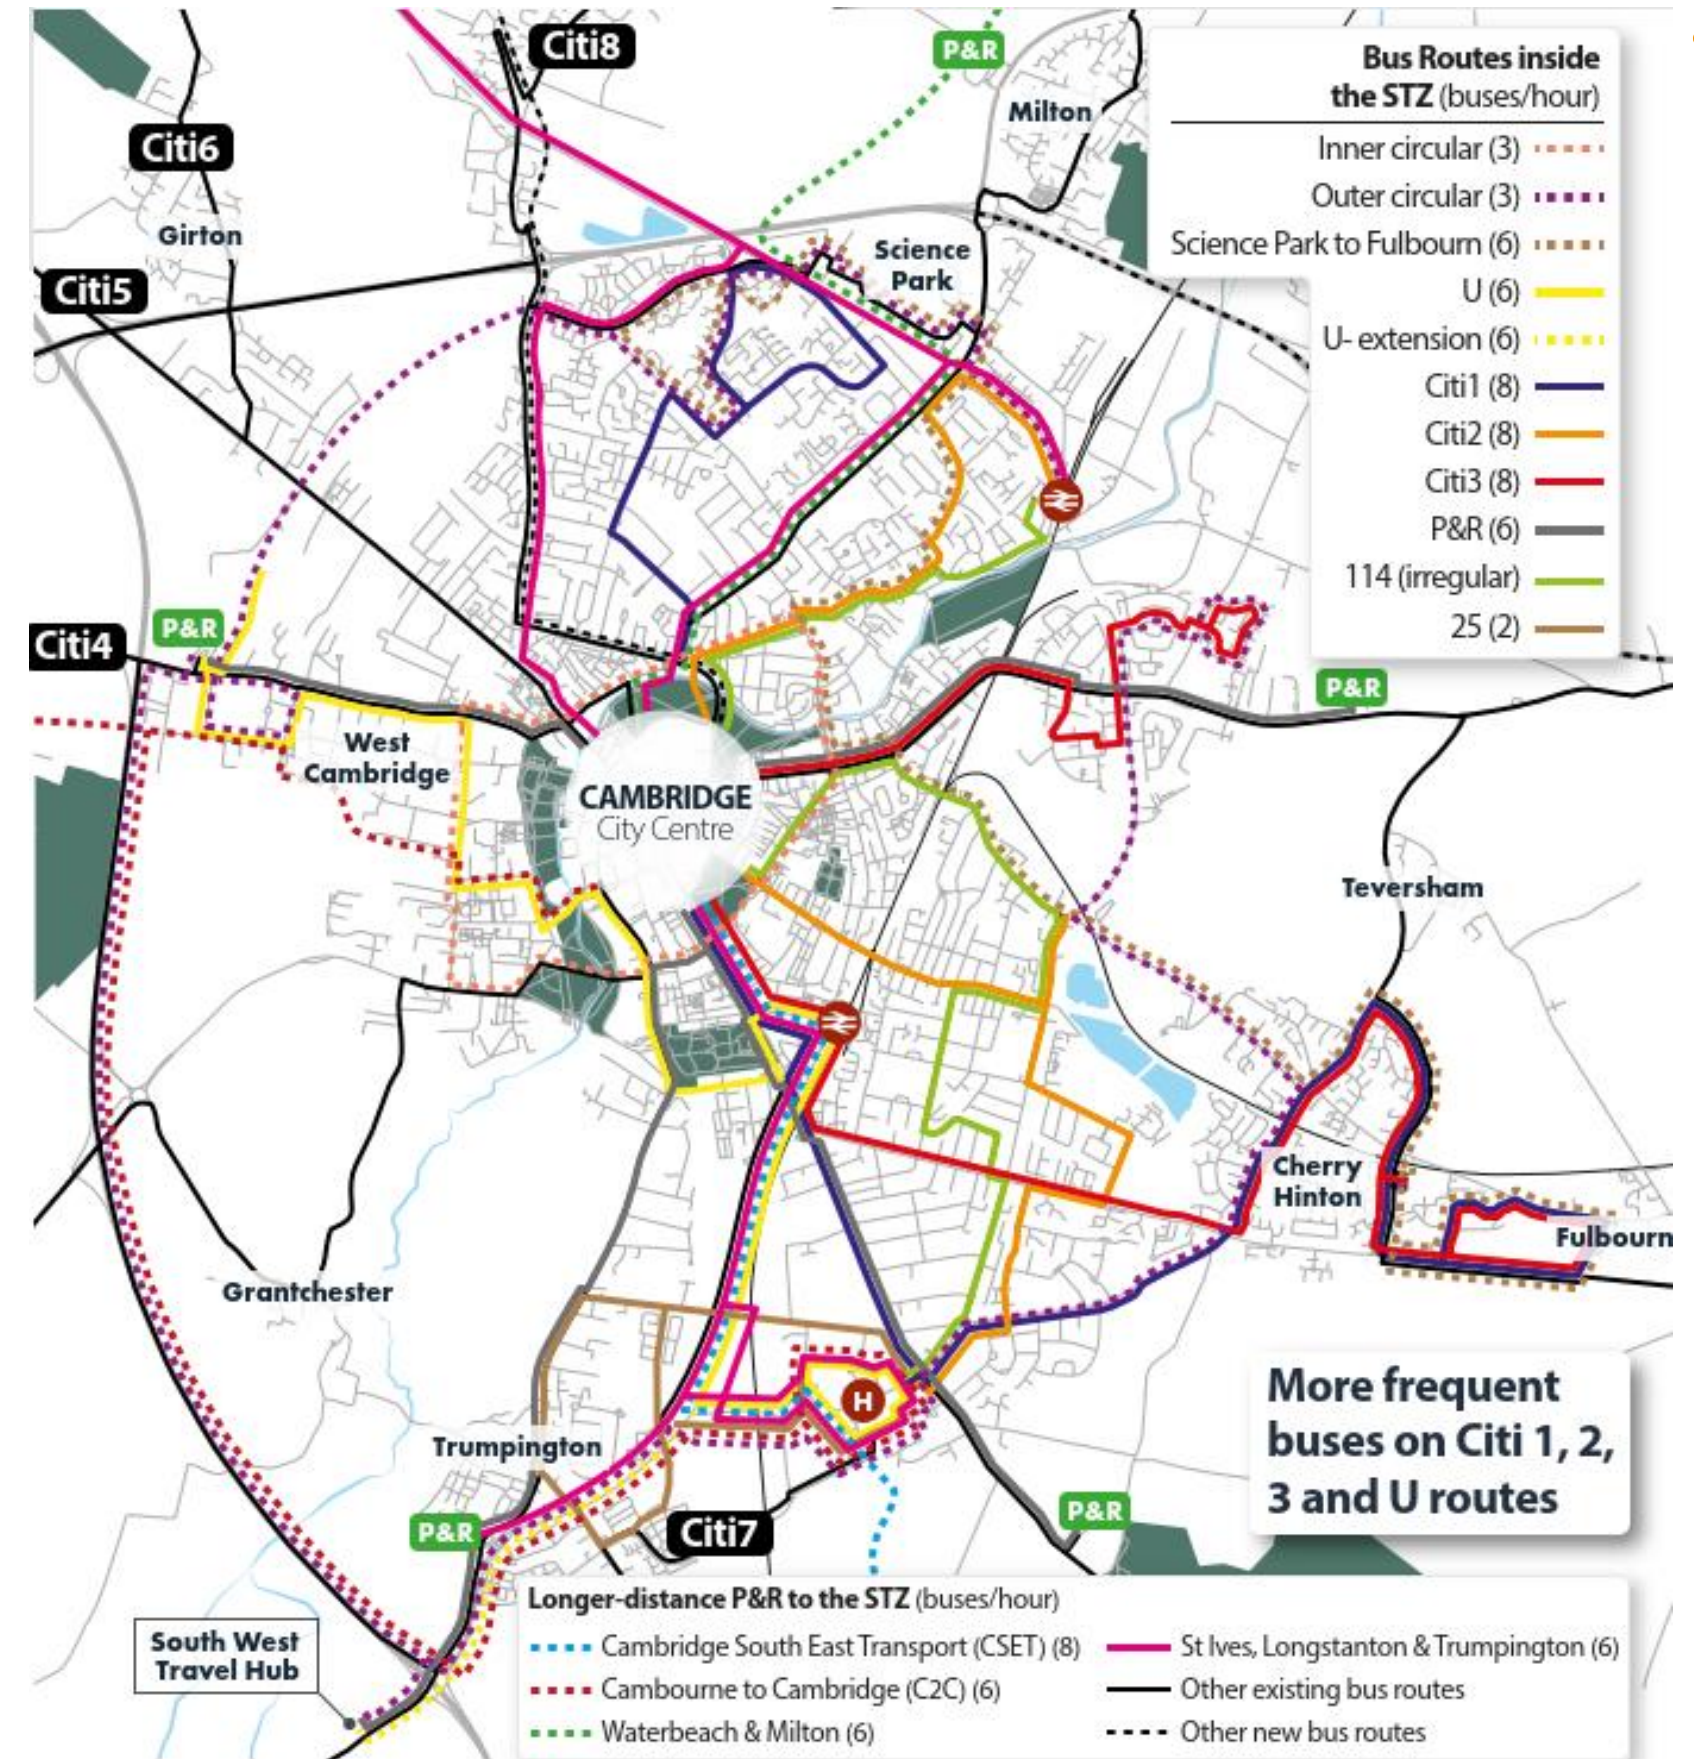 Citi8
P&R
Milton
Bus Routes inside
the STZ (buses/hour)
Inner circular (3)
Outer circular (3)
Science Park to Fulbourn (6)
U (6)
U- extension (6)
Citi1 (8)
Citi2 (8)
Citi3 (8)
P&R (6)
114 (irregular)
25 (2)
Citi6
Girton
Science
Park
Citi5
P&R
Citi4
P&R
West
Cambridge
CAMBRIDGE
City Centre
Teversham
Cherry
Hinton
Fulbourn
Grantchester
H
More frequent
buses on Citi 1, 2,
3 and U routes
Trumpington
P&R
Citi7
P&R
South West
Travel Hub
Longer-distance P&R to the STZ (buses/hour)
Cambridge South East Transport (CSET) (8)
Cambourne to Cambridge (C2C) (6)
Waterbeach & Milton (6)
St Ives, Longstanton & Trumpington (6)
Other existing bus routes
Other new bus routes